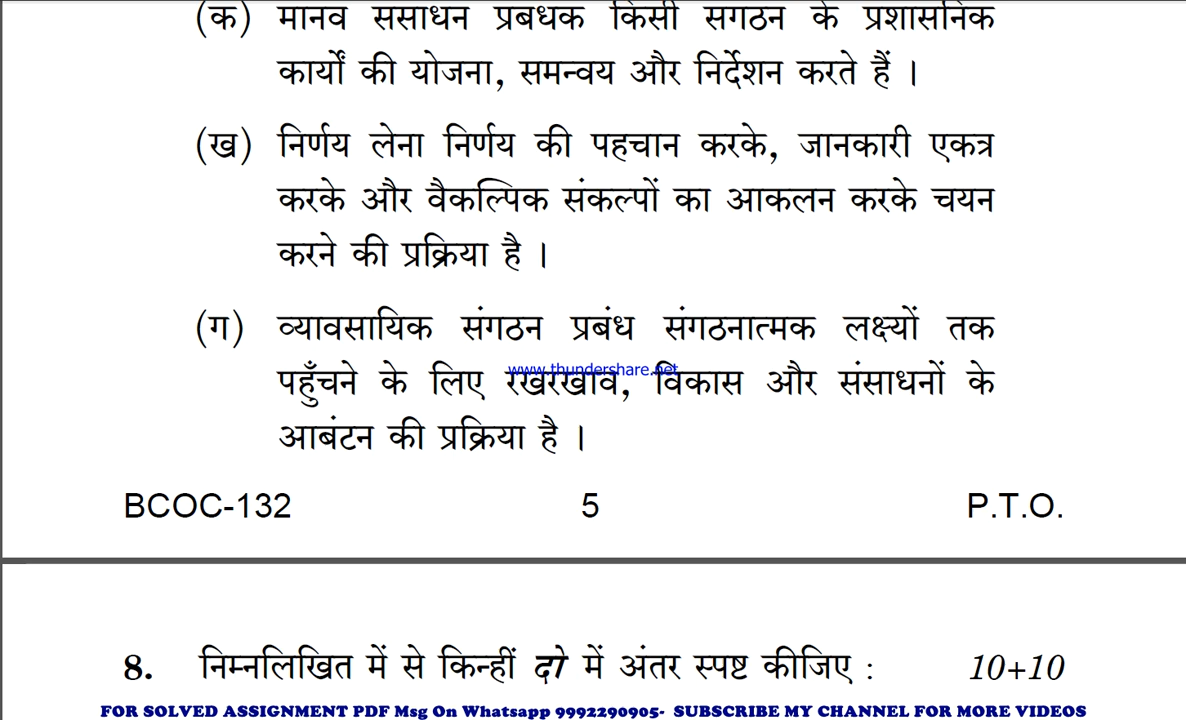 (क) मानव संसाधन प्रबंधक किसी संगठन के प्रशासनिक
कार्यों की योजना, समन्वय और निर्देशन करते हैं ।
(ख) निर्णय लेना निर्णय की पहचान करके, जानकारी एकत्र
करके और वैकल्पिक संकल्पों का आकलन करके चयन
करने की प्रक्रिया है ।
(ग) व्यावसायिक संगठन प्रबंध संगठनात्मक लक्ष्यों तक
www.thundershare.net
पहुँचने के लिए रखरखाव, विकास और संसाधनों के
आबंटन की प्रक्रिया है ।
BCOC-132 5 P.T.O.
8. निम्नलिखित में से किन्हीं दो में अंतर स्पष्ट कीजिए : 10+10
FOR SOLVED ASSIGNMENT PDF Msg On Whatsapp 9992290905- SUBSCRIBE MY CHANNEL FOR MORE VIDEOS